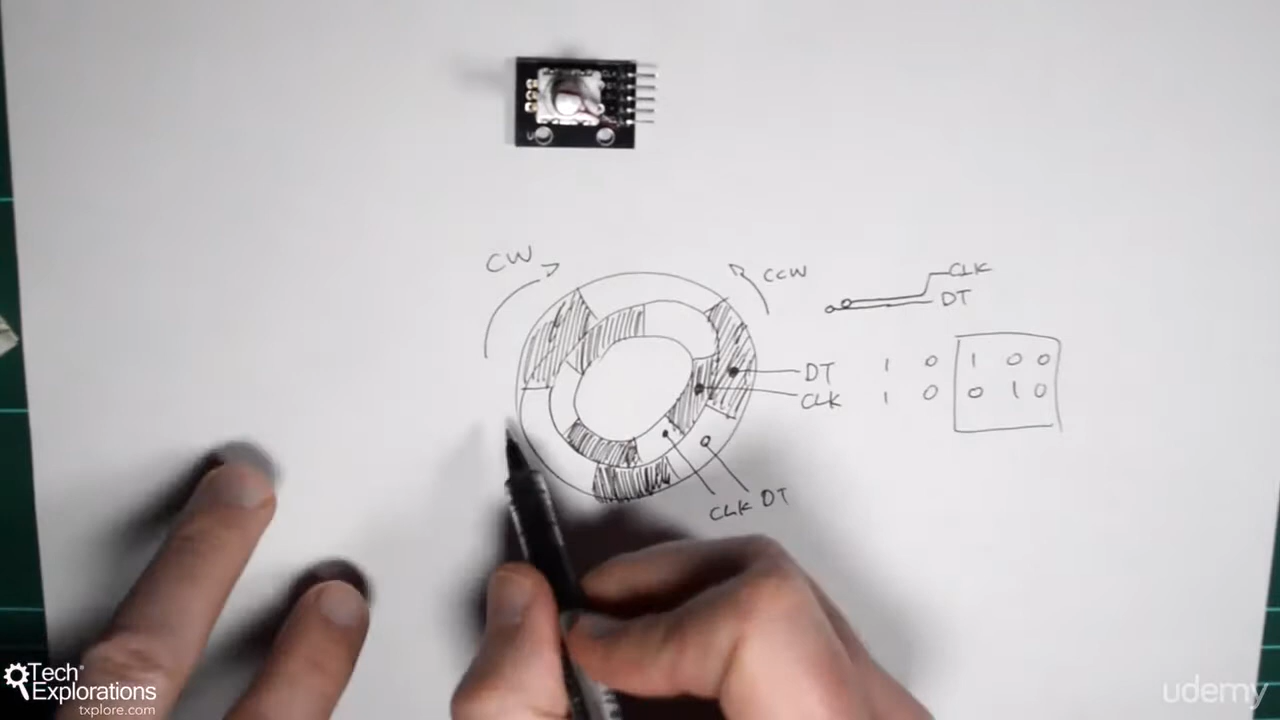 CW
CCW
CLK
DT
DT 1 0 1 0 0
CLK 1 0 0 1 0
CLK DT
Tech
Explorations
txplore.com
udemy